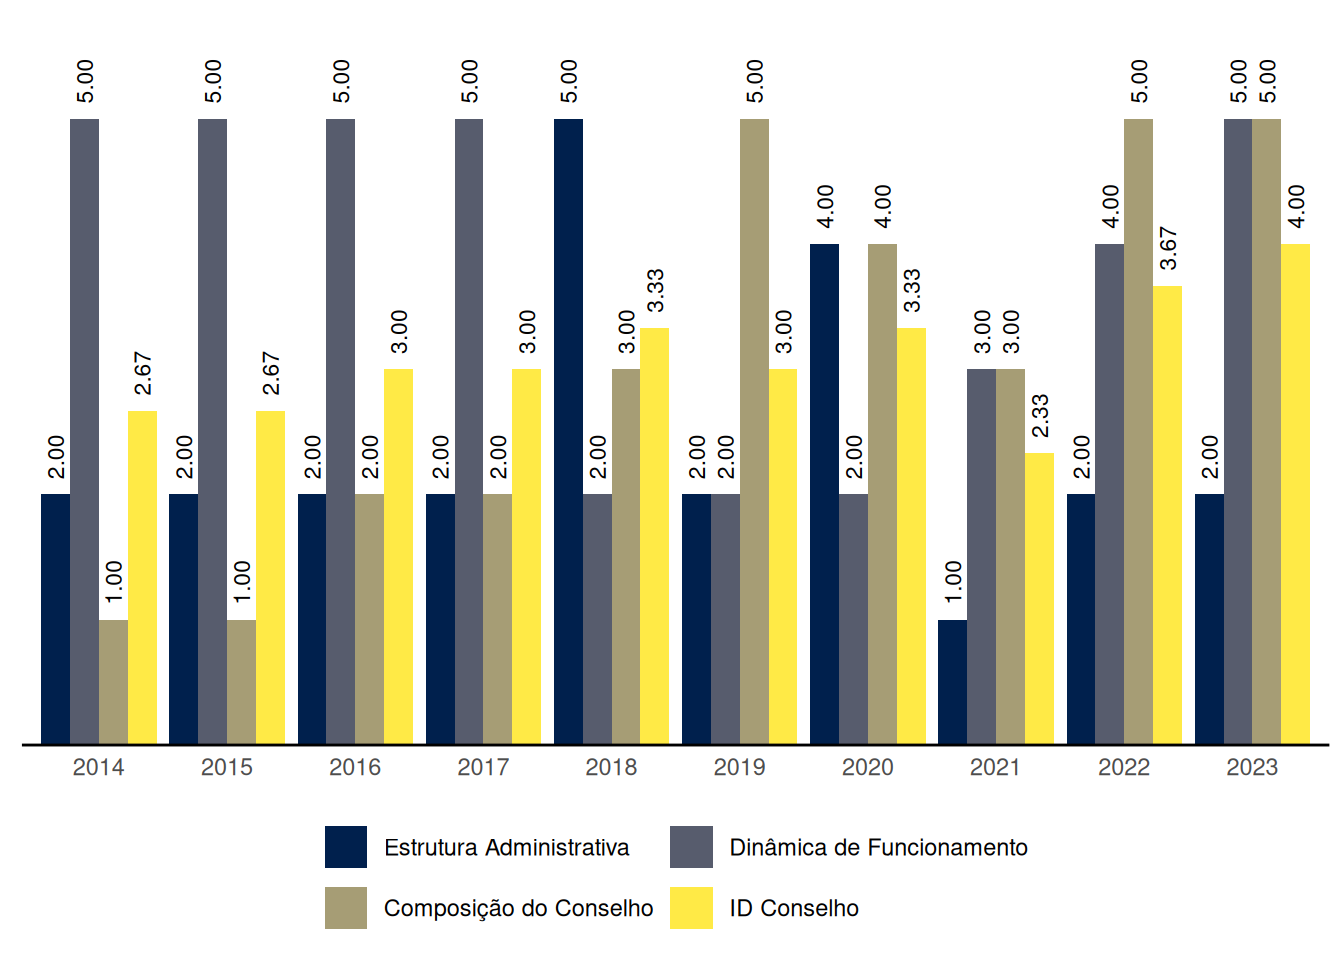 2.00 5.00 1.00 2.67 2.00 5.00 1.00 2.67 2.00 5.00 2.00 3.00 2.00 5.00 2.00 3.00 5.00 2.00 3.00 3.33 2.00 2.00 5.00 3.00 4.00 2.00 4.00 3.33 1.00 3.00 3.00 2.33 2.00 4.00 5.00 3.67 2.00 5.00 5.00 4.00
2014 2015 2016 2017 2018 2019 2020 2021 2022 2023
Estrutura Administrativa Dinâmica de Funcionamento
Composição do Conselho ID Conselho